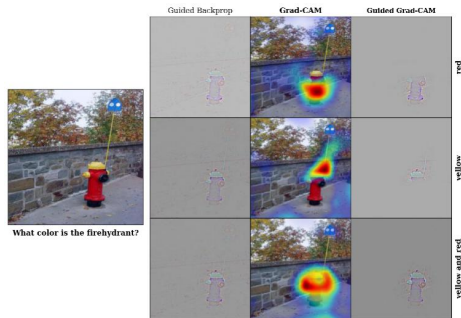 Guided Backprop
Grad-CAM
Guided Grad-CAM
red
What color is the firehydrant?
yellow
yellow and red